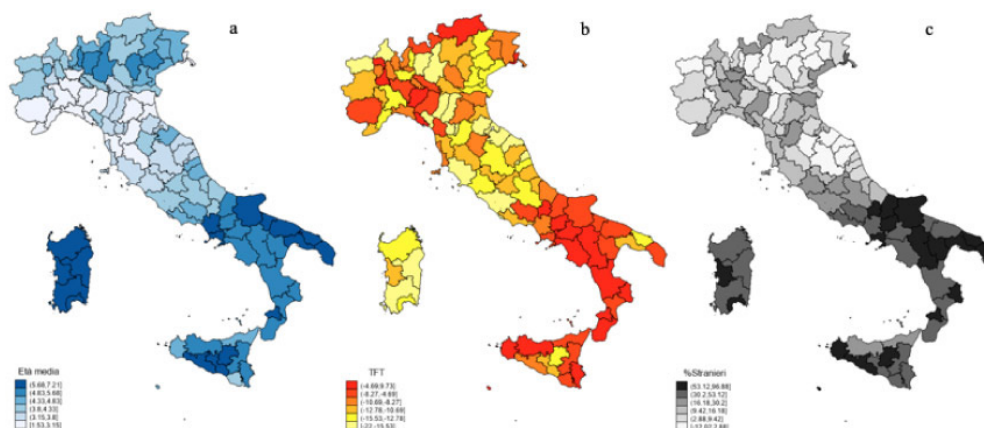 a
b
c
Età media
(5.68,7.21]
(4.83,5.68]
(4.33,4.83]
(3.8,4.33]
(3.15,3.8]
[1.53,3.15]
TFT
(-4.69,9.73]
(-8.27,-4.69]
(-10.69,-8.27]
(-12.78,-10.69]
(-15.53,-12.78]
[-22,-15.53]
%Stranieri
(53.12,96.88]
(30.2,53.12]
(16.18,30.2]
(9.42,16.18]
(2.88,9.42]